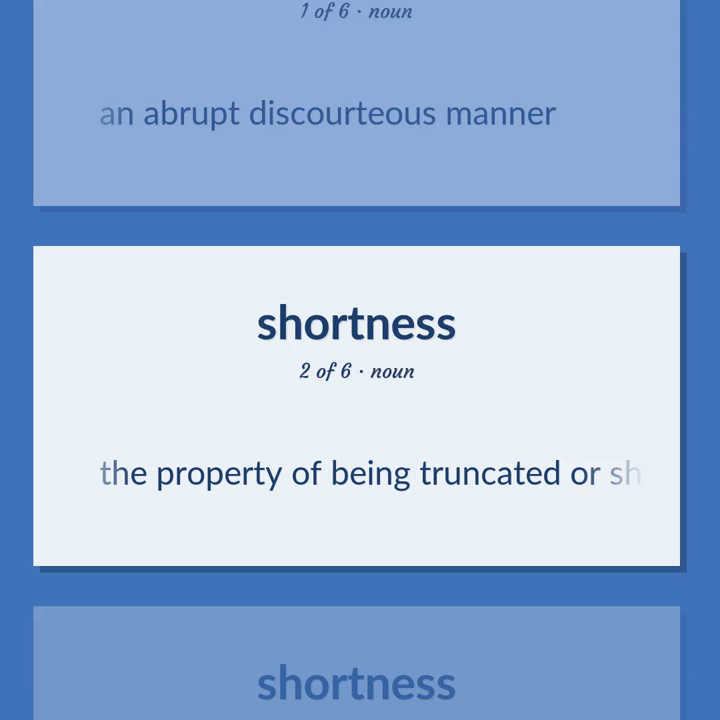 1 of 6 · noun
an abrupt discourteous manner
shortness
2 of 6 · noun
the property of being truncated or sh
shortness